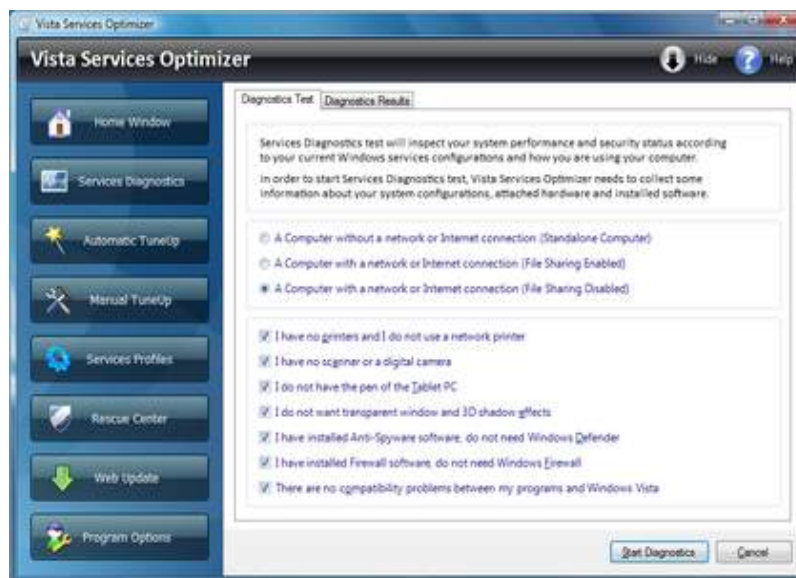 Vista Services Optimizer
Vista Services Optimizer
Hide
Help
Home Window
Services Diagnostics
Automatic TuneUp
Manual TuneUp
Services Profiles
Rescue Center
Web Update
Program Options
Diagnostics Test
Diagnostics Results
Services Diagnostics test will inspect your system performance and security status according
to your current Windows services configurations and how you are using your computer.
In order to start Services Diagnostics test, Vista Services Optimizer needs to collect some
information about your system configurations, attached hardware and installed software.
A Computer without a network or Internet connection (Standalone Computer)
A Computer with a network or Internet connection (File Sharing Enabled)
A Computer with a network or Internet connection (File Sharing Disabled)
I have no printers and I do not use a network printer
I have no scanner or a digital camera
I do not have the pen of the Tablet PC
I do not want transparent window and 3D shadow effects
I have installed Anti-Spyware software, do not need Windows Defender
I have installed Firewall software, do not need Windows Firewall
There are no compatibility problems between my programs and Windows Vista
Start Diagnostics
Cancel